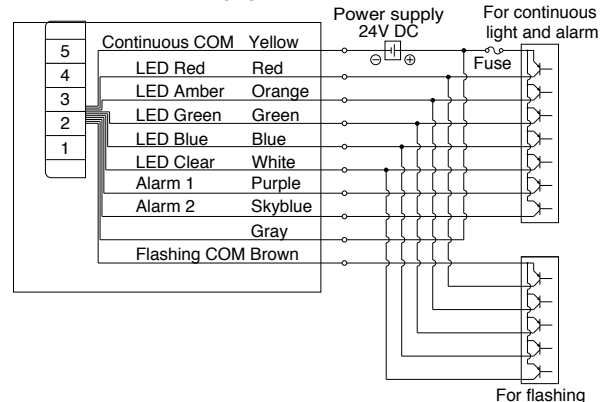 Power supply
24V DC
For continuous
light and alarm
Fuse
⊖ ⊕
5
4
3
2
1
Continuous COM Yellow
LED Red Red
LED Amber Orange
LED Green Green
LED Blue Blue
LED Clear White
Alarm 1 Purple
Alarm 2 Skyblue
Gray
Flashing COM Brown
For flashing